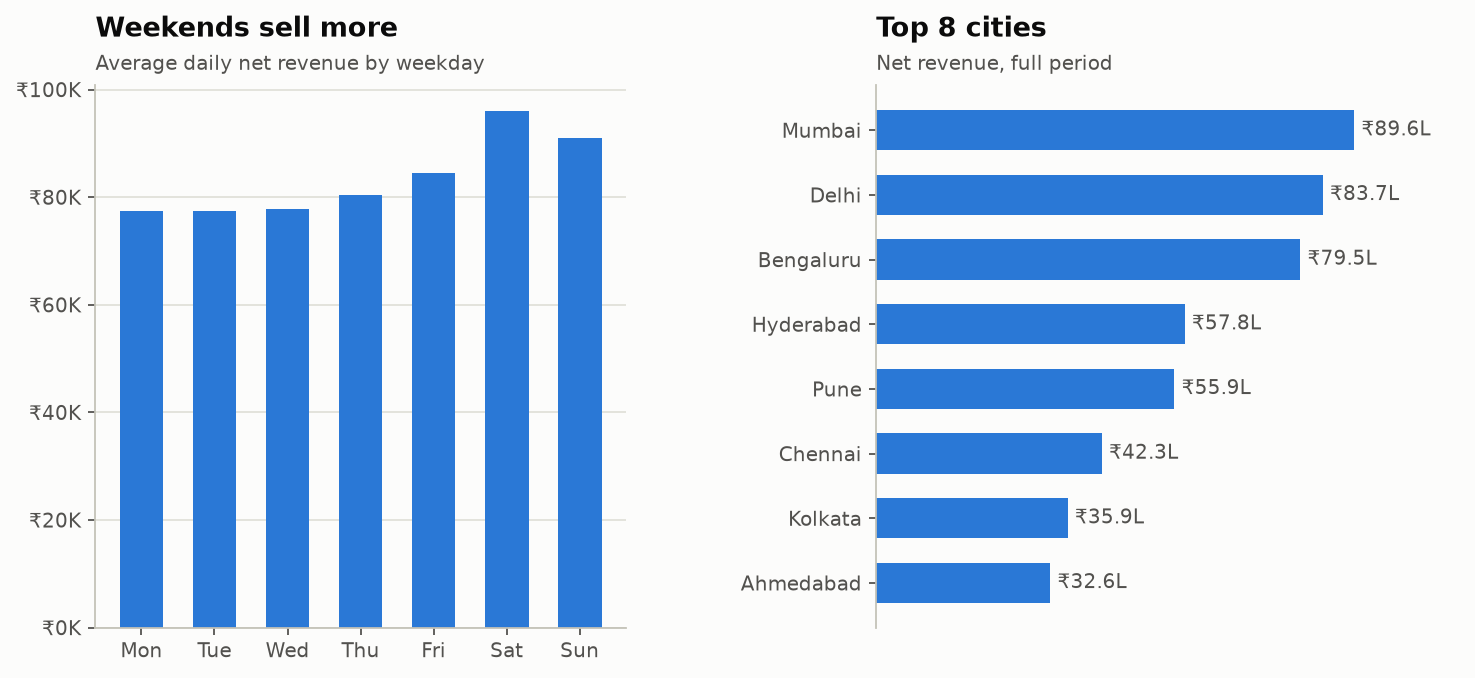 Weekends sell more
Average daily net revenue by weekday
₹100K
₹80K
₹60K
₹40K
₹20K
₹0K
Mon Tue Wed Thu Fri Sat Sun
Top 8 cities
Net revenue, full period
Mumbai ₹89.6L
Delhi ₹83.7L
Bengaluru ₹79.5L
Hyderabad ₹57.8L
Pune ₹55.9L
Chennai ₹42.3L
Kolkata ₹35.9L
Ahmedabad ₹32.6L